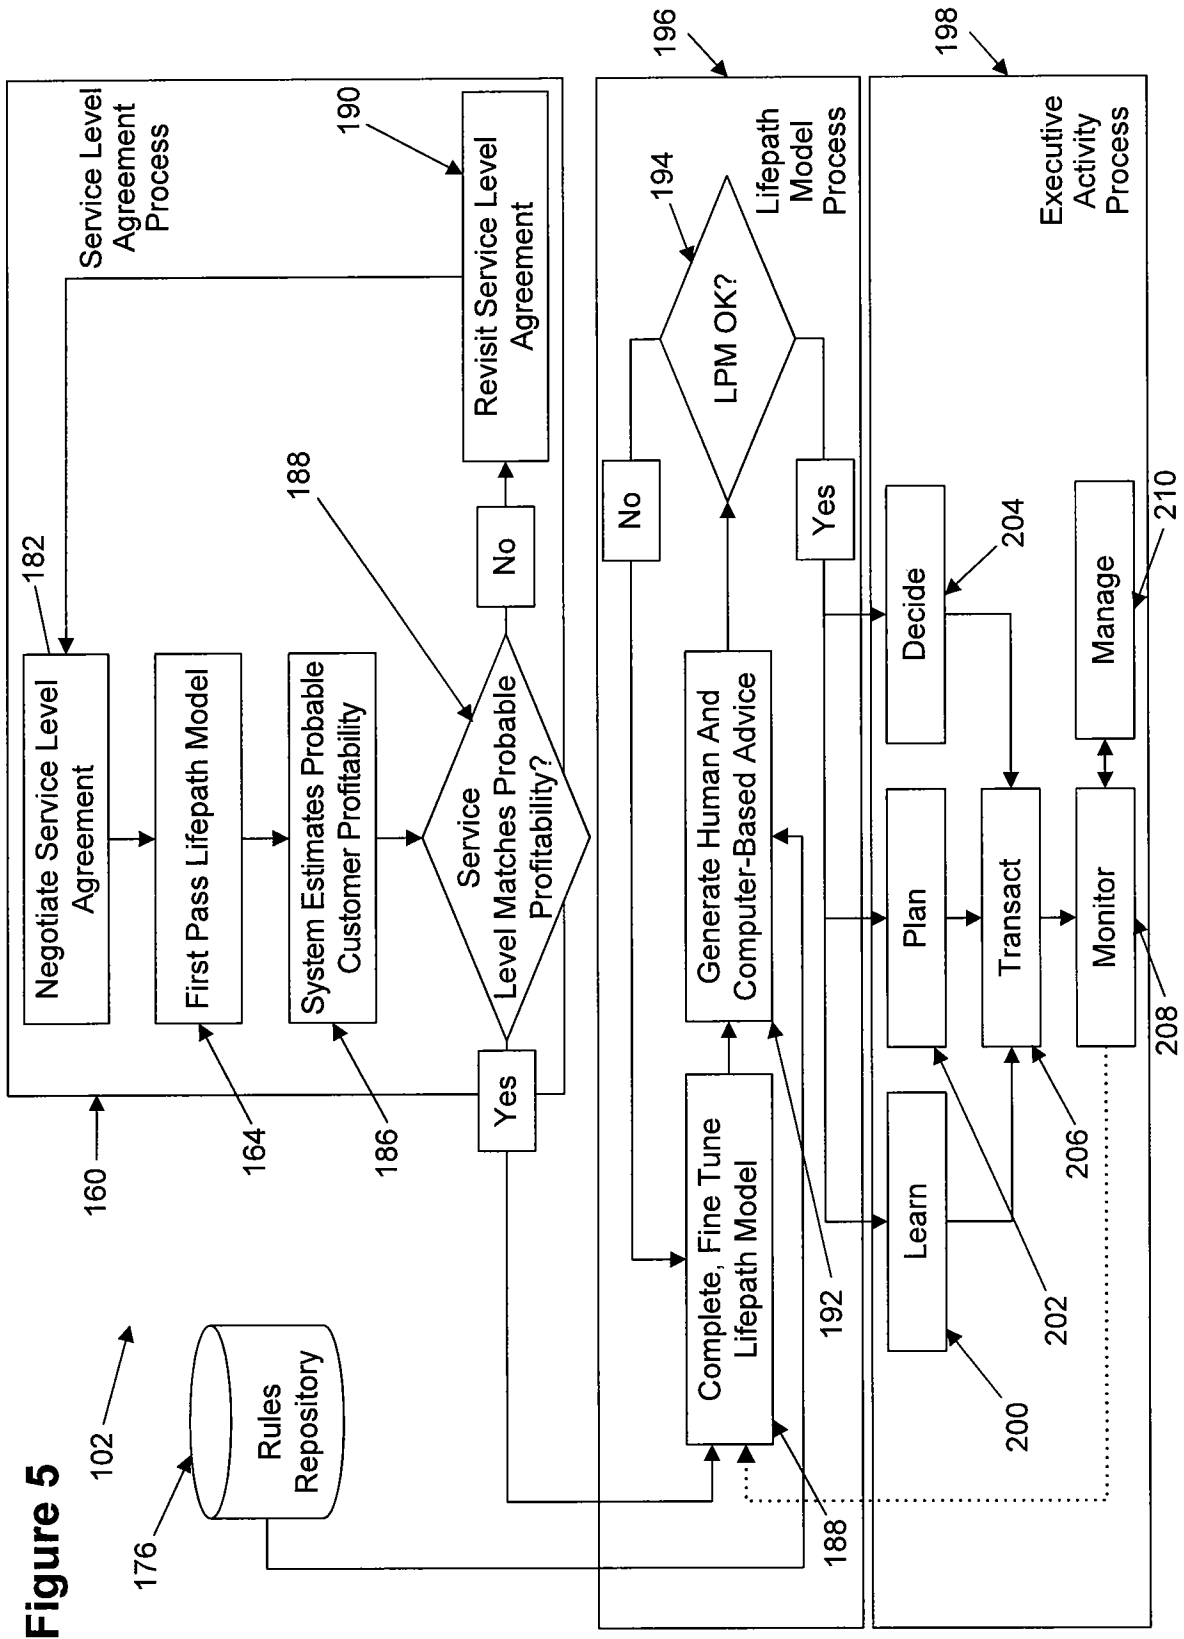 Figure 5
102
176
Rules
Repository
160
Service Level
Agreement
Process
182
Negotiate Service Level
Agreement
164
First Pass Lifepath Model
186
System Estimates Probable
Customer Profitability
188
Service
Level Matches Probable
Profitability?
Yes
No
190
Revisit Service Level
Agreement
196
Lifepath
Model
Process
188
Complete, Fine Tune
Lifepath Model
192
Generate Human And
Computer-Based Advice
194
LPM OK?
No
Yes
198
Executive
Activity
Process
200
Learn
202
Plan
204
Decide
206
Transact
208
Monitor
210
Manage